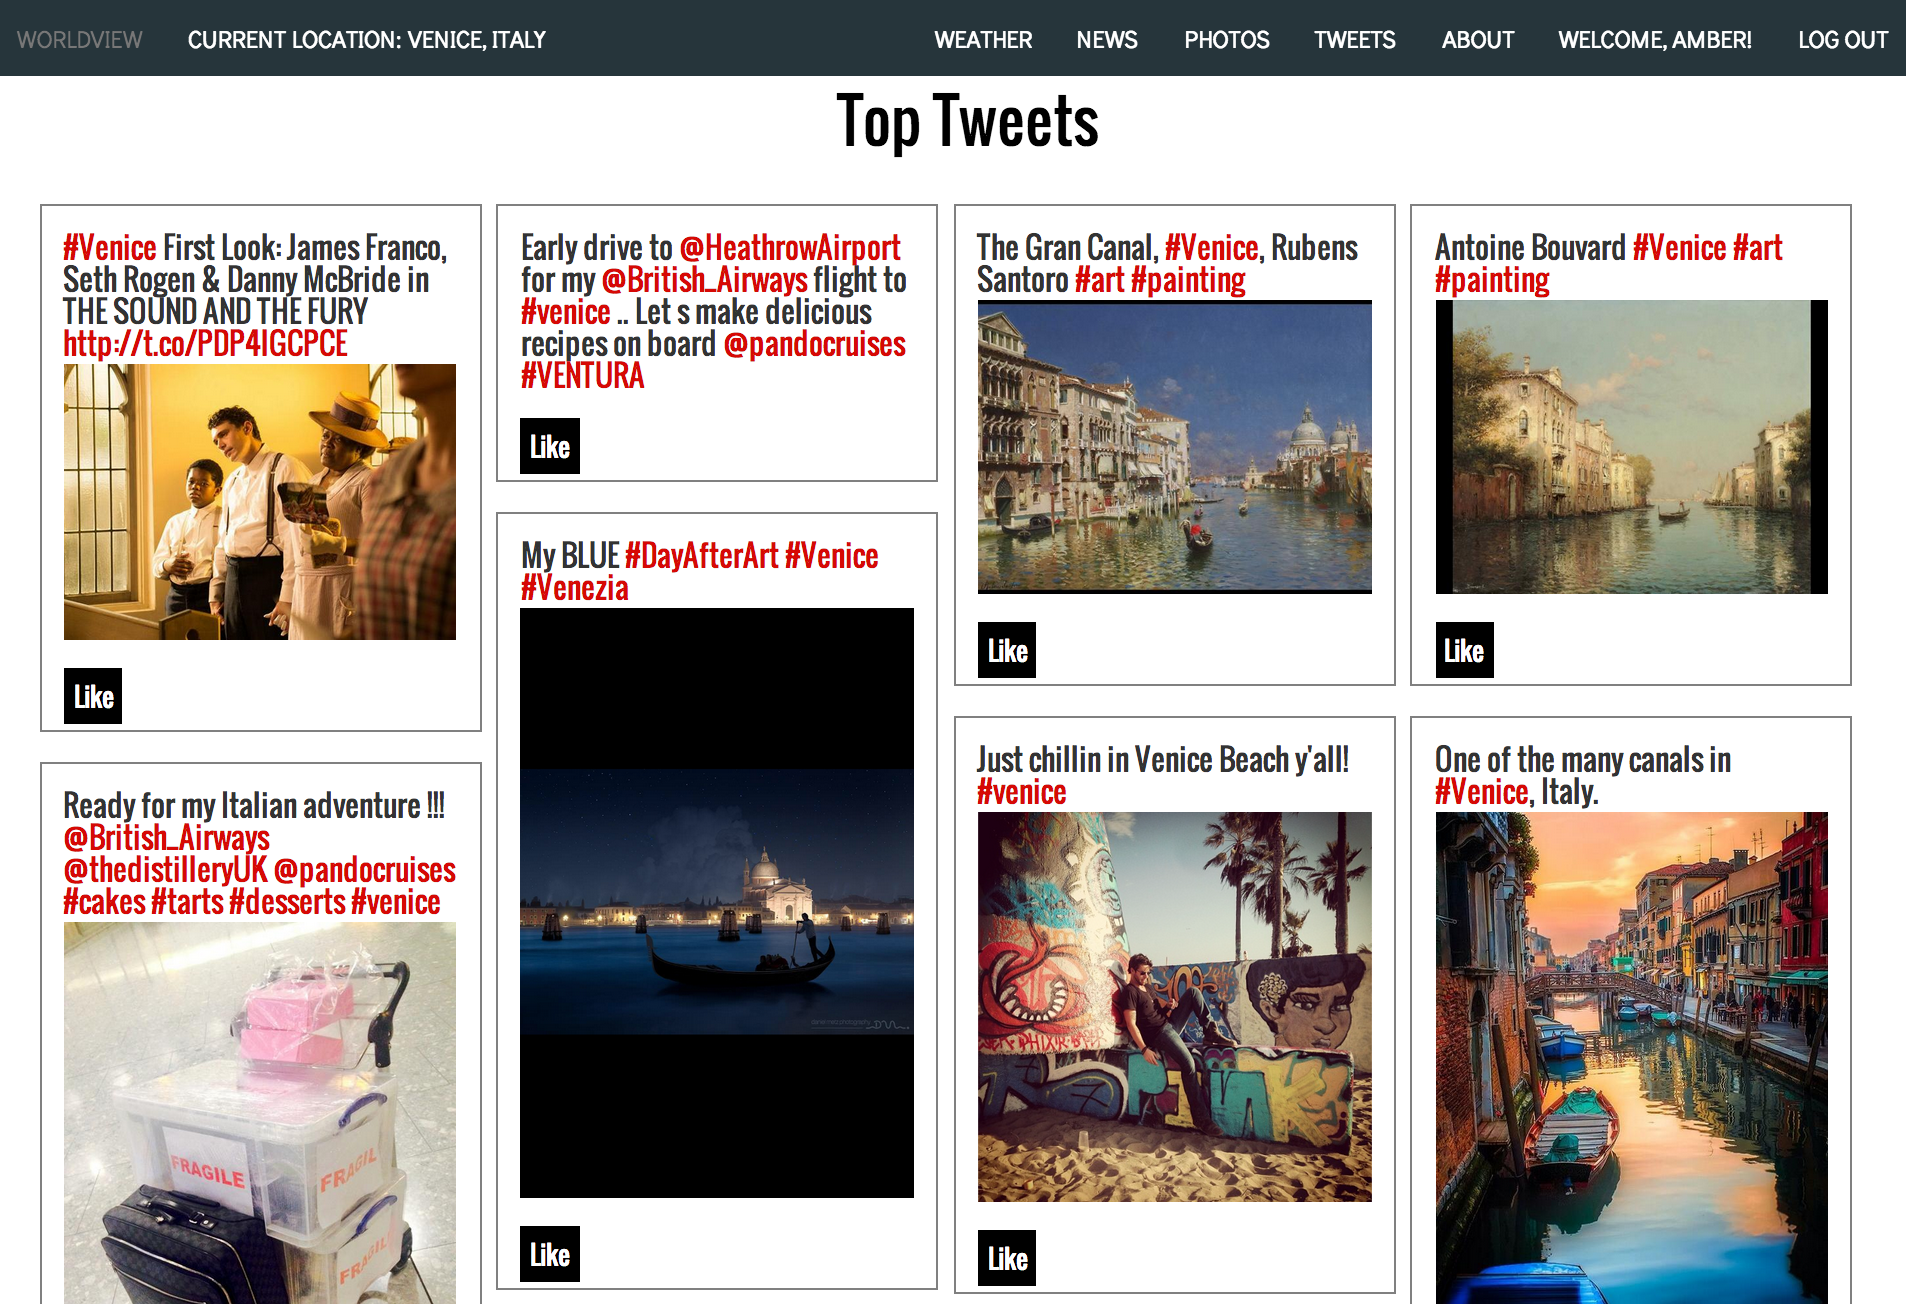 WORLDVIEW CURRENT LOCATION: VENICE, ITALY WEATHER NEWS PHOTOS TWEETS ABOUT WELCOME, AMBER! LOG OUT
Top Tweets
#Venice First Look: James Franco,
Seth Rogen & Danny McBride in
THE SOUND AND THE FURY
http://t.co/PDP4IGCPCE
Like
Ready for my Italian adventure !!!
@British_Airways
@thedistilleryUK @pandocruises
#cakes #tarts #desserts #venice
FRAGILE
FRAGIL
FRAGIL
Early drive to @HeathrowAirport
for my @British_Airways flight to
#venice .. Let s make delicious
recipes on board @pandocruises
#VENTURA
Like
My BLUE #DayAfterArt #Venice
#Venezia
Like
The Gran Canal, #Venice, Rubens
Santoro #art #painting
Like
Just chillin in Venice Beach y'all!
#venice
Like
Antoine Bouvard #Venice #art
#painting
Like
One of the many canals in
#Venice, Italy.